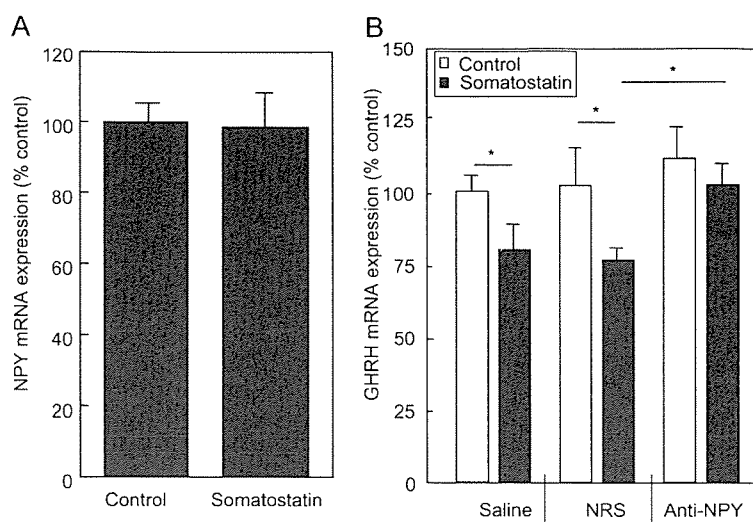 A
NPY mRNA expression (% control)
120
100
80
60
40
20
0
Control Somatostatin
B
GHRH mRNA expression (% control)
150
125
100
75
50
25
0
Control
Somatostatin
*
*
*
Saline NRS Anti-NPY